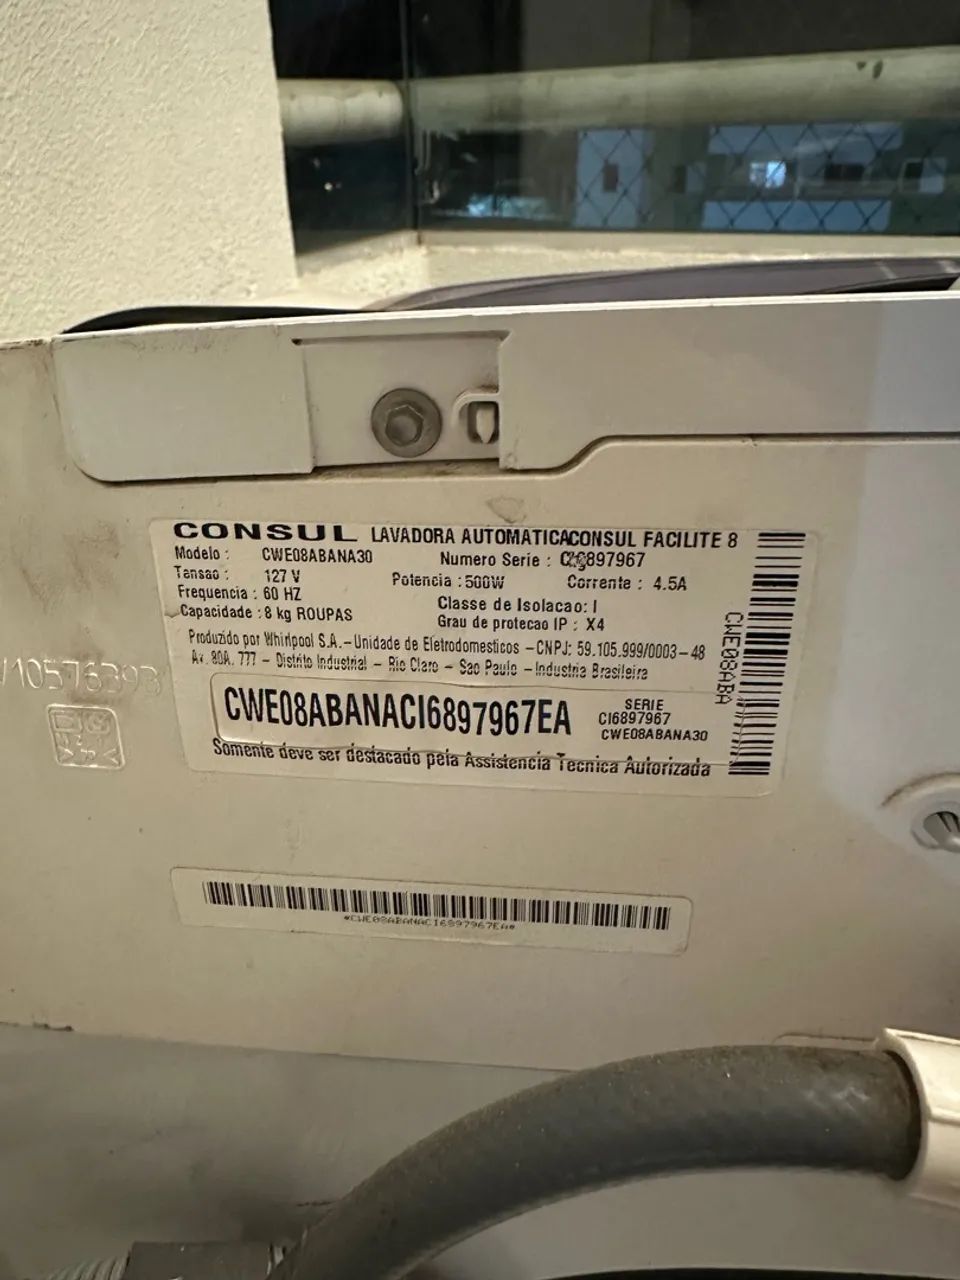 CONSUL LAVADORA AUTOMATICACONSUL FACILITE 8
Modelo : CWE08ABANA30 Numero Serie : CI6897967
Tensao : 127 V Potencia : 500W Corrente : 4.5A
Frequencia : 60 HZ Classe de Isolacao: I
Capacidade : 8 kg ROUPAS Grau de protecao IP : X4
Produzido por Whirlpool S.A.-Unidade de Eletrodomesticos - CNPJ: 59.105.999/0003-48
Av. 80A. 777 - Distrito Industrial - Rio Claro - Sao Paulo - Industria Brasileira
CWE08ABANACI6897967EA
SERIE
CI6897967
CWE08ABANA30
Somente deve ser destacado pela Assistencia Tecnica Autorizada
CWE08ABA
W10576393
*CWE08ABANACI6897967EA*